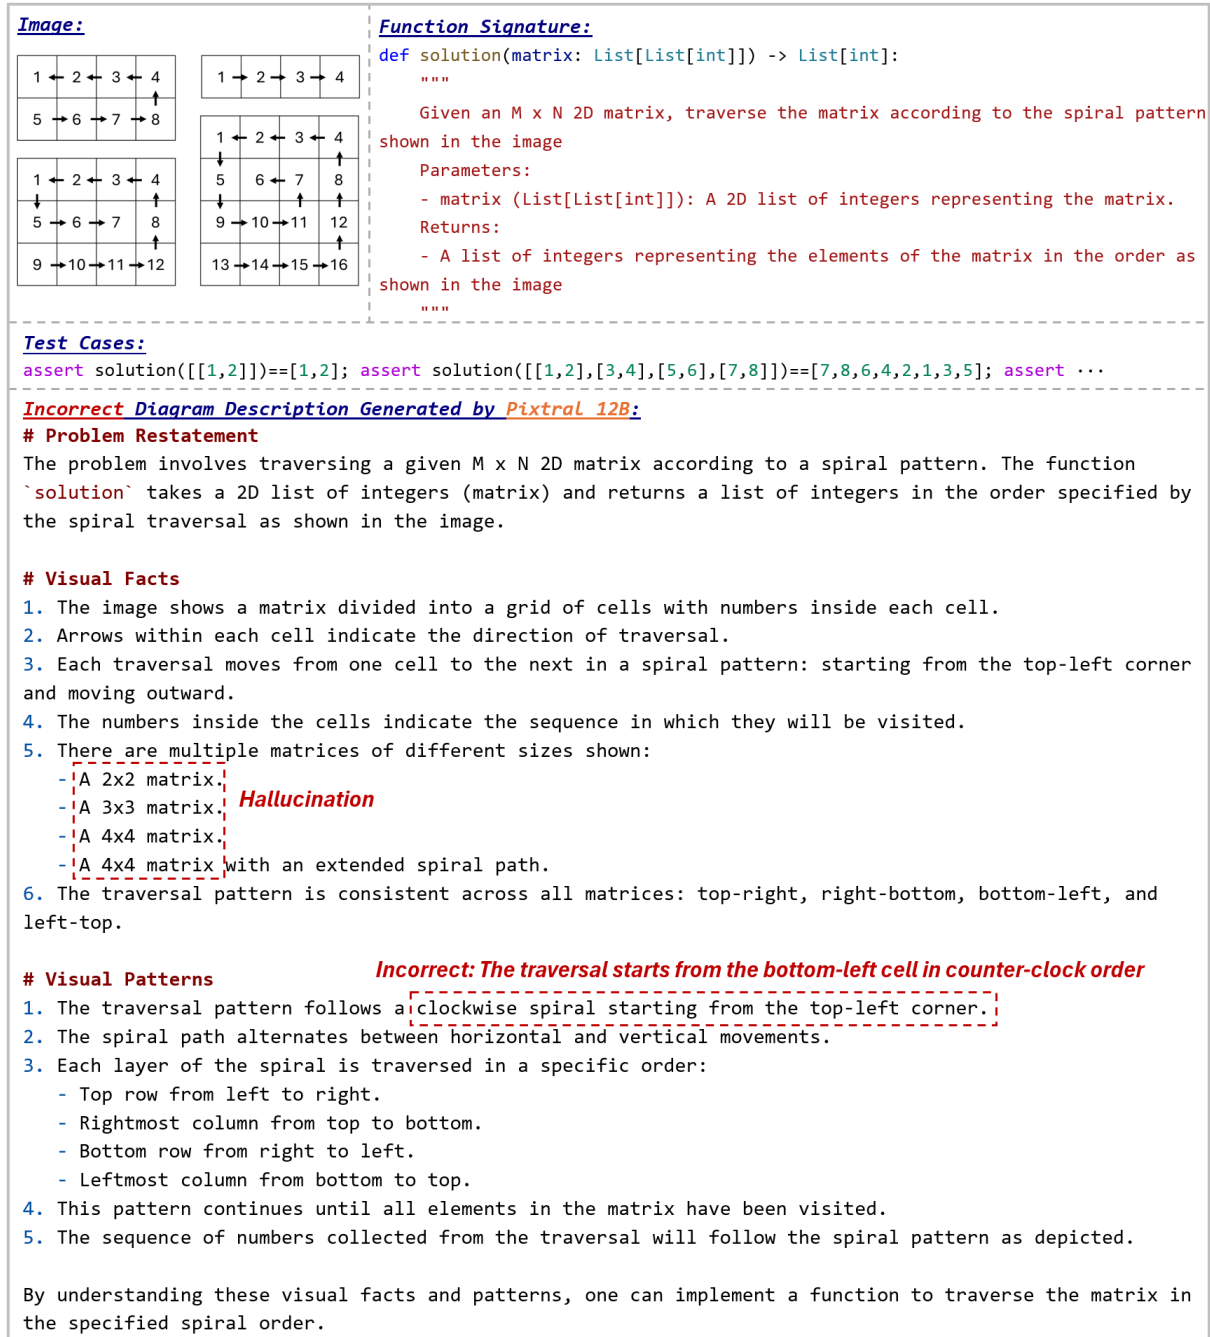 Image:
1 2 3 4
5 6 7 8
1 2 3 4
5 6 7 8
9 10 11 12
1 2 3 4
1 2 3 4
5 6 7 8
9 10 11 12
13 14 15 16
Function Signature:
def solution(matrix: List[List[int]]) -> List[int]:
"""
Given an M x N 2D matrix, traverse the matrix according to the spiral pattern
shown in the image
Parameters:
- matrix (List[List[int]]): A 2D list of integers representing the matrix.
Returns:
- A list of integers representing the elements of the matrix in the order as
shown in the image
"""
Test Cases:
assert solution([[1,2]])==[1,2]; assert solution([[1,2],[3,4],[5,6],[7,8]])==[7,8,6,4,2,1,3,5]; assert ···
Incorrect Diagram Description Generated by Pixtral 12B:
# Problem Restatement
The problem involves traversing a given M x N 2D matrix according to a spiral pattern. The function
`solution` takes a 2D list of integers (matrix) and returns a list of integers in the order specified by
the spiral traversal as shown in the image.
# Visual Facts
1. The image shows a matrix divided into a grid of cells with numbers inside each cell.
2. Arrows within each cell indicate the direction of traversal.
3. Each traversal moves from one cell to the next in a spiral pattern: starting from the top-left corner
and moving outward.
4. The numbers inside the cells indicate the sequence in which they will be visited.
5. There are multiple matrices of different sizes shown:
- A 2x2 matrix.
- A 3x3 matrix.
Hallucination
- A 4x4 matrix.
- A 4x4 matrix with an extended spiral path.
6. The traversal pattern is consistent across all matrices: top-right, right-bottom, bottom-left, and
left-top.
# Visual Patterns
Incorrect: The traversal starts from the bottom-left cell in counter-clock order
1. The traversal pattern follows a clockwise spiral starting from the top-left corner.
2. The spiral path alternates between horizontal and vertical movements.
3. Each layer of the spiral is traversed in a specific order:
- Top row from left to right.
- Rightmost column from top to bottom.
- Bottom row from right to left.
- Leftmost column from bottom to top.
4. This pattern continues until all elements in the matrix have been visited.
5. The sequence of numbers collected from the traversal will follow the spiral pattern as depicted.
By understanding these visual facts and patterns, one can implement a function to traverse the matrix in
the specified spiral order.